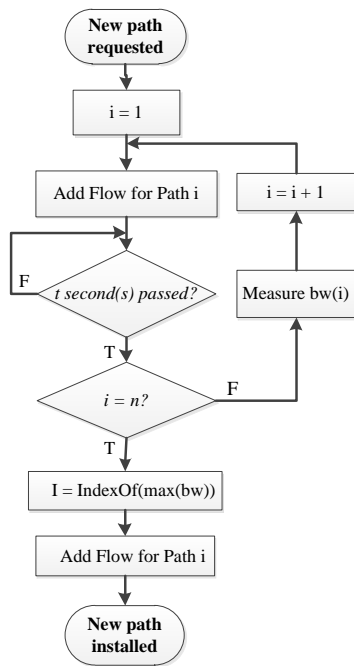 New path
requested
i = 1
Add Flow for Path i
i = i + 1
F
t second(s) passed?
Measure bw(i)
T
i = n?
F
T
I = IndexOf(max(bw))
Add Flow for Path i
New path
installed